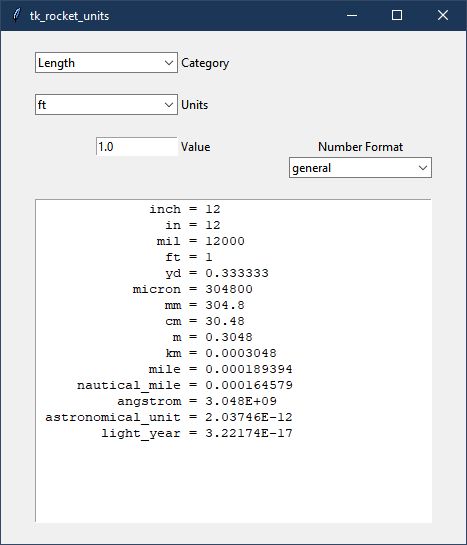 tk_rocket_units
Length Category
ft Units
1.0 Value
Number Format
general
inch = 12
in = 12
mil = 12000
ft = 1
yd = 0.333333
micron = 304800
mm = 304.8
cm = 30.48
m = 0.3048
km = 0.0003048
mile = 0.000189394
nautical_mile = 0.000164579
angstrom = 3.048E+09
astronomical_unit = 2.03746E-12
light_year = 3.22174E-17